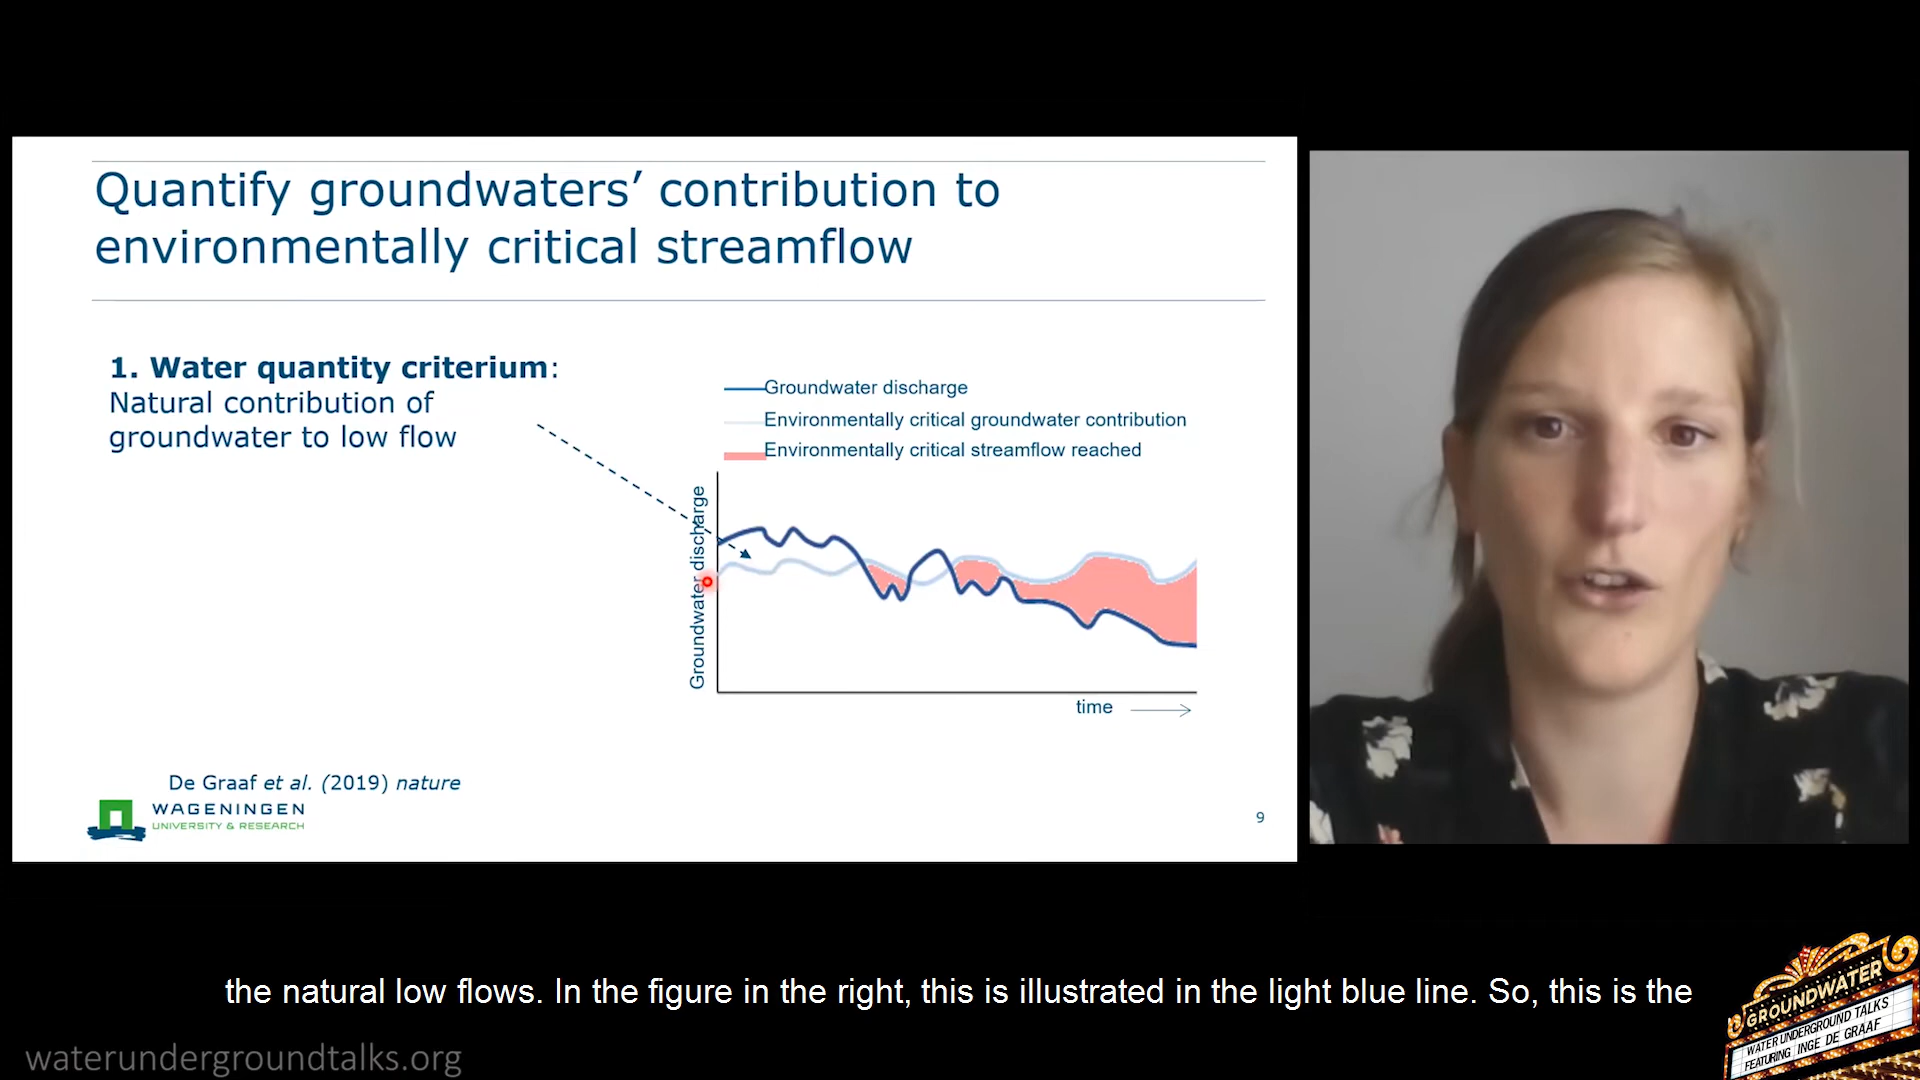 Quantify groundwaters’ contribution to
environmentally critical streamflow
1. Water quantity criterium:
Natural contribution of
groundwater to low flow
Groundwater discharge
Environmentally critical groundwater contribution
Environmentally critical streamflow reached
Groundwater discharge
time
De Graaf et al. (2019) nature
WAGENINGEN
UNIVERSITY & RESEARCH
9
the natural low flows. In the figure in the right, this is illustrated in the light blue line. So, this is the
waterundergroundtalks.org
GROUNDWATER
WATER UNDERGROUND TALKS
FEATURING INGE DE GRAAF